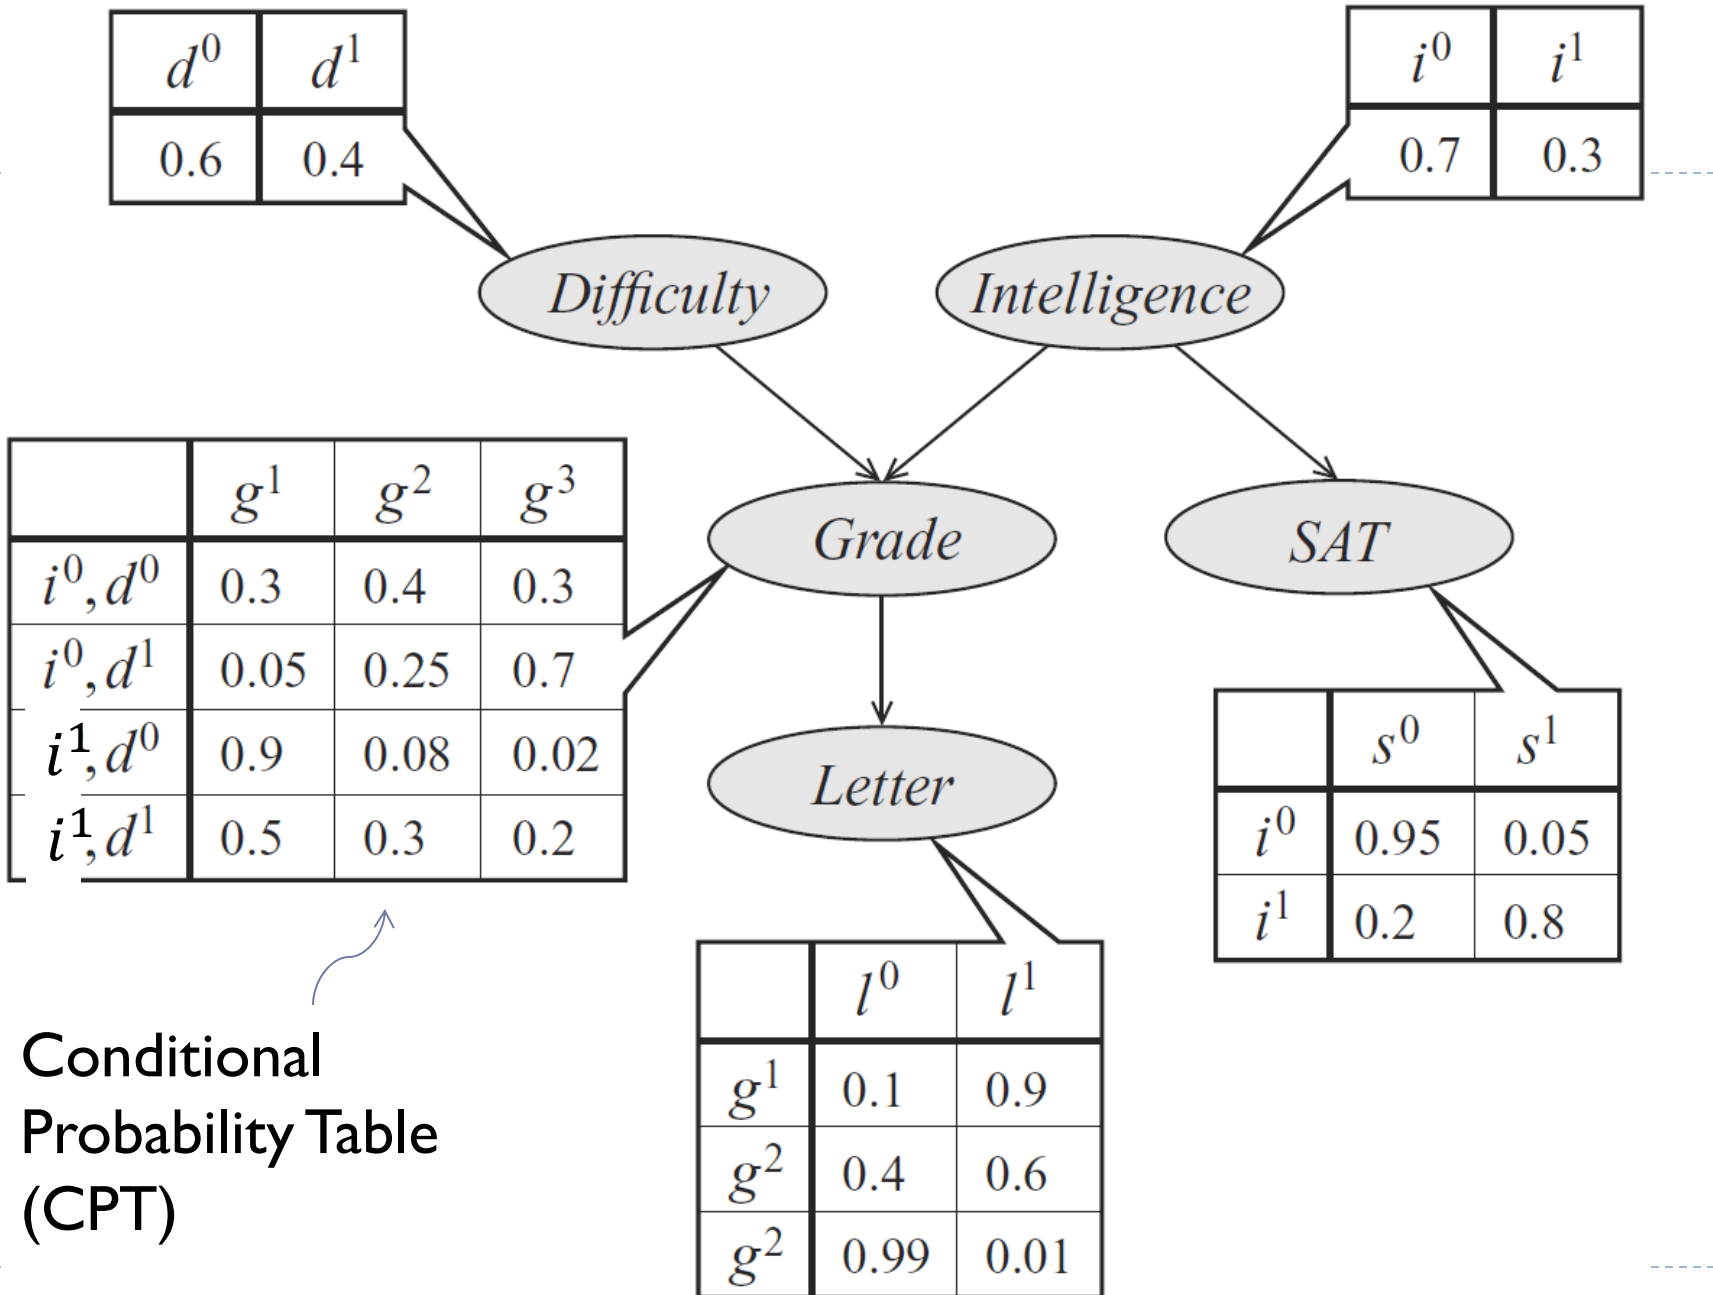 d⁰ d¹
0.6 0.4
i⁰ i¹
0.7 0.3
Difficulty
Intelligence
g¹ g² g³
i⁰, d⁰ 0.3 0.4 0.3
i⁰, d¹ 0.05 0.25 0.7
i¹, d⁰ 0.9 0.08 0.02
i¹, d¹ 0.5 0.3 0.2
Grade
SAT
Letter
s⁰ s¹
i⁰ 0.95 0.05
i¹ 0.2 0.8
l⁰ l¹
g¹ 0.1 0.9
g² 0.4 0.6
g² 0.99 0.01
Conditional
Probability Table
(CPT)